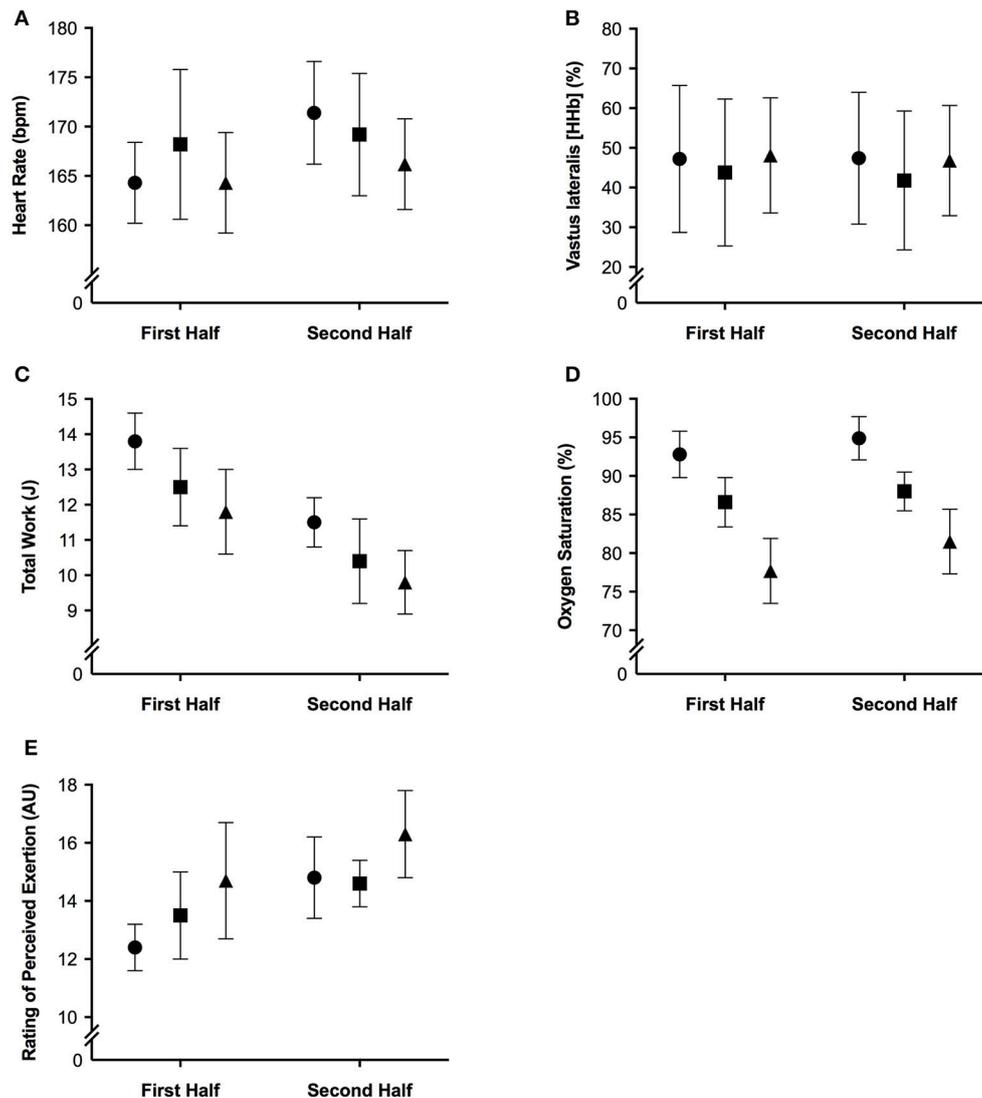 A
Heart Rate (bpm)
180
175
170
165
160
0
First Half Second Half
B
Vastus lateralis [HHb] (%)
80
70
60
50
40
30
20
0
First Half Second Half
C
Total Work (J)
15
14
13
12
11
10
9
0
First Half Second Half
D
Oxygen Saturation (%)
100
95
90
85
80
75
70
0
First Half Second Half
E
Rating of Perceived Exertion (AU)
18
16
14
12
10
0
First Half Second Half